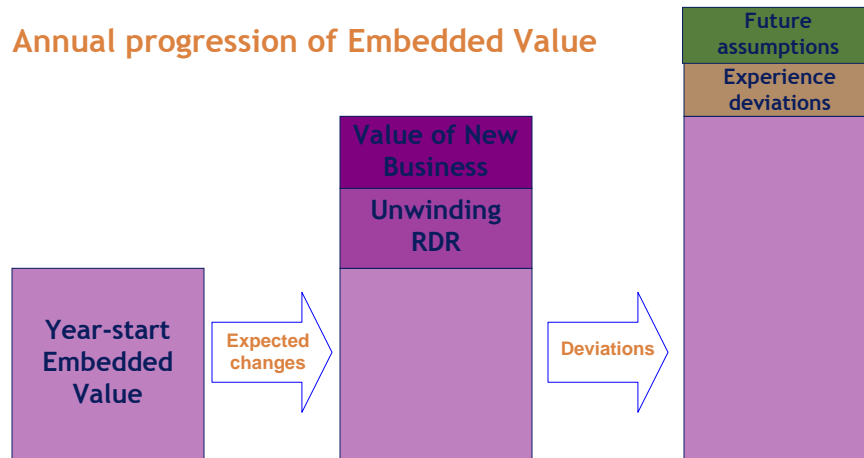 Annual progression of Embedded Value
Future
assumptions
Experience
deviations
Value of New
Business
Unwinding
RDR
Year-start
Embedded
Value
Expected
changes
Deviations